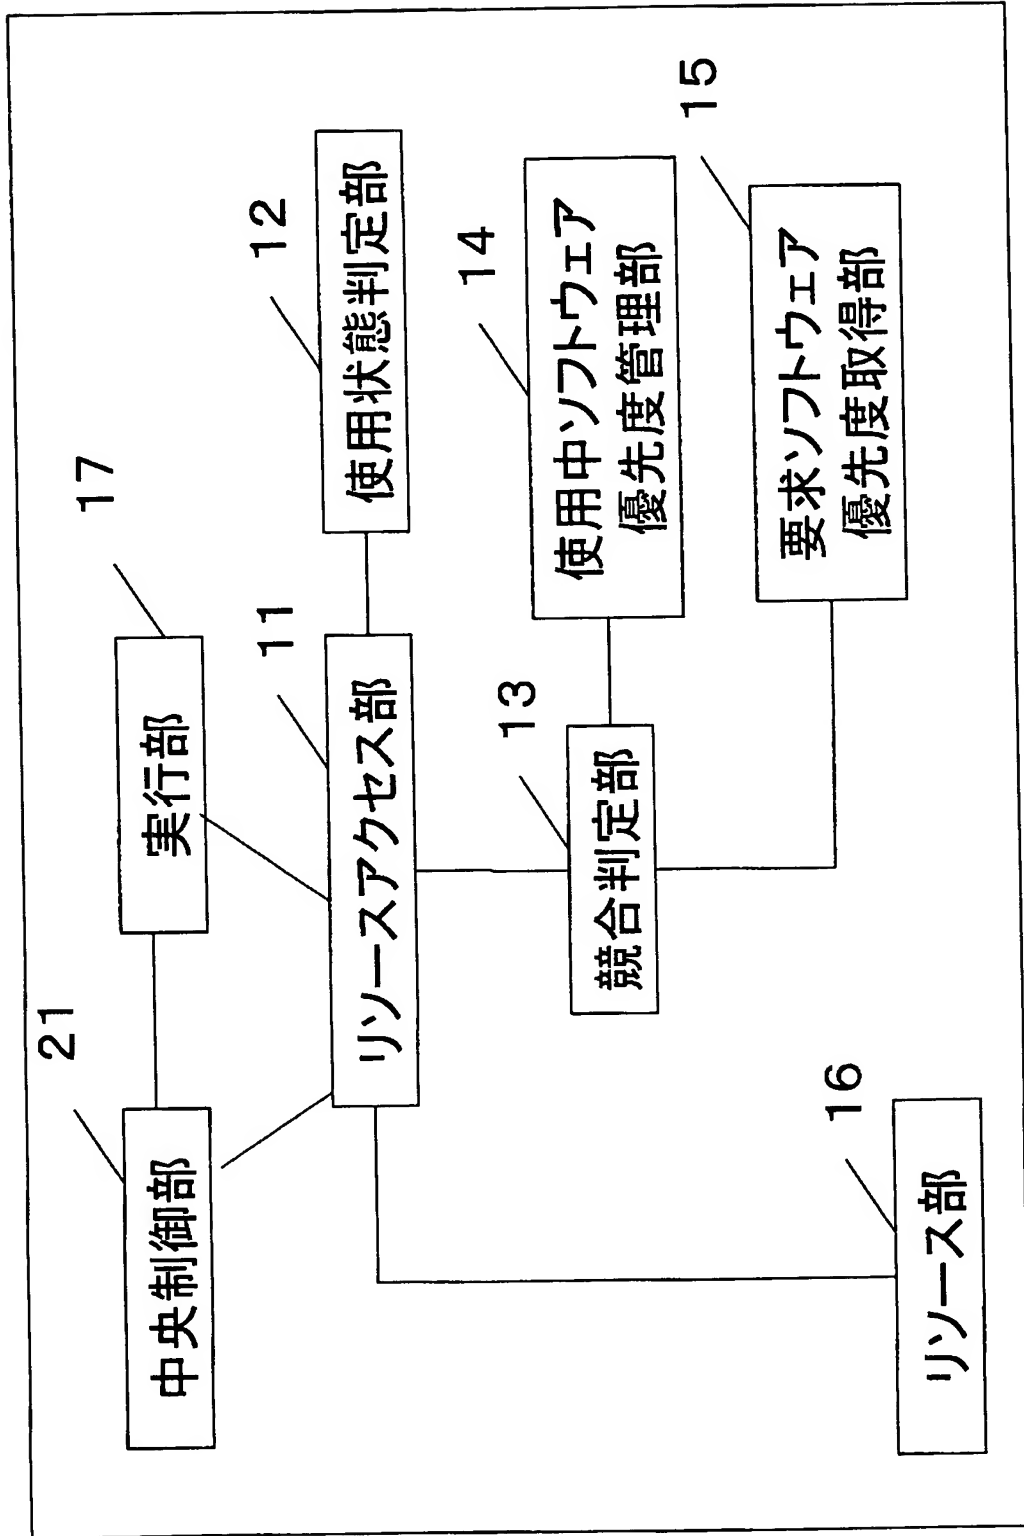 21
中央制御部
17
実行部
11
リソースアクセス部
12
使用状態判定部
13
競合判定部
14
使用中ソフトウェア
優先度管理部
15
要求ソフトウェア
優先度取得部
16
リソース部